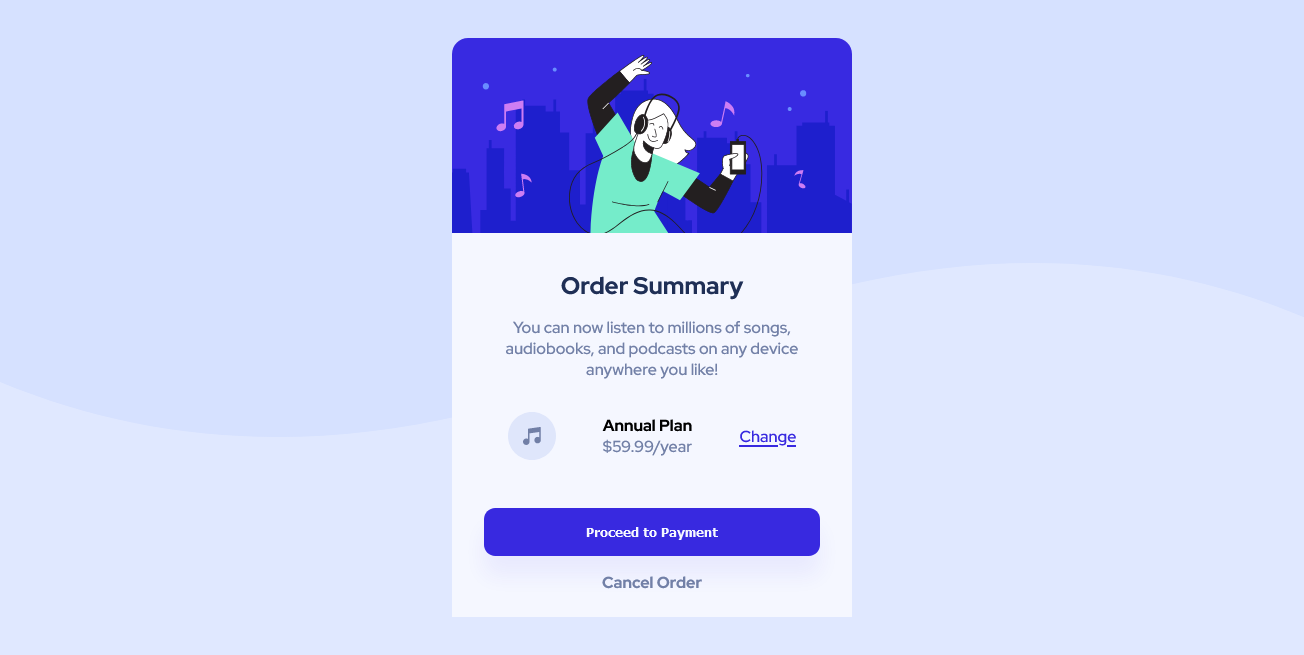 Order Summary
You can now listen to millions of songs,
audiobooks, and podcasts on any device
anywhere you like!
Annual Plan
$59.99/year
Change
Proceed to Payment
Cancel Order